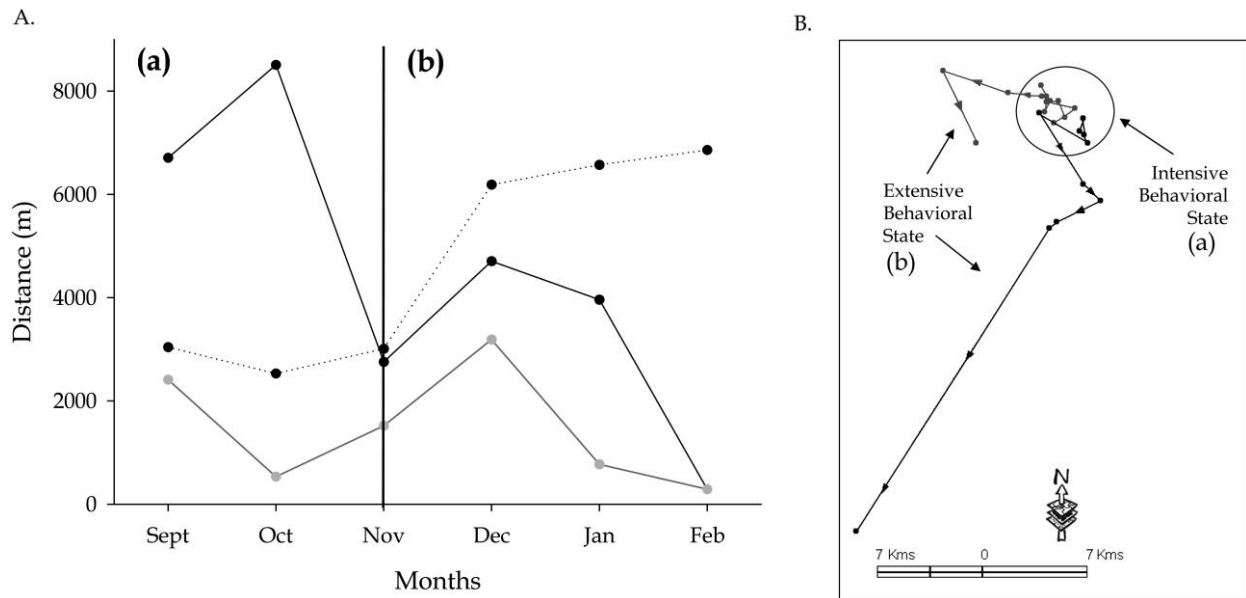 A.
(a)
(b)
8000
6000
4000
2000
0
Distance (m)
Sept Oct Nov Dec Jan Feb
Months
B.
Extensive
Behavioral
State
(b)
Intensive
Behavioral
State
(a)
N
7 Kms 0 7 Kms